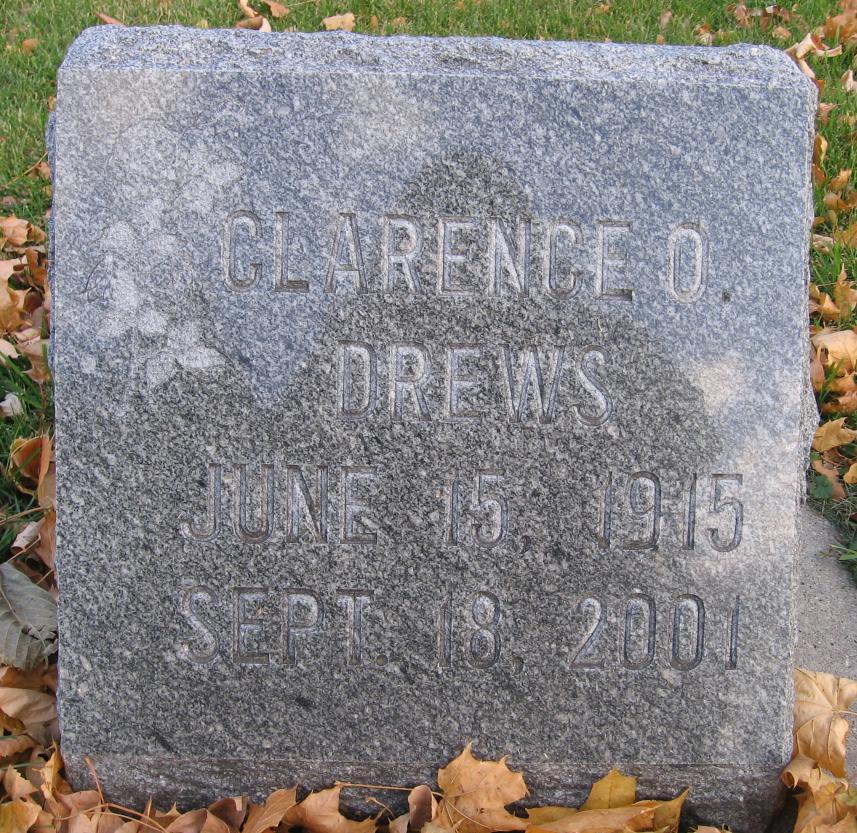 CLARENCE O.
DREWS
JUNE 15, 1915
SEPT. 18, 2001